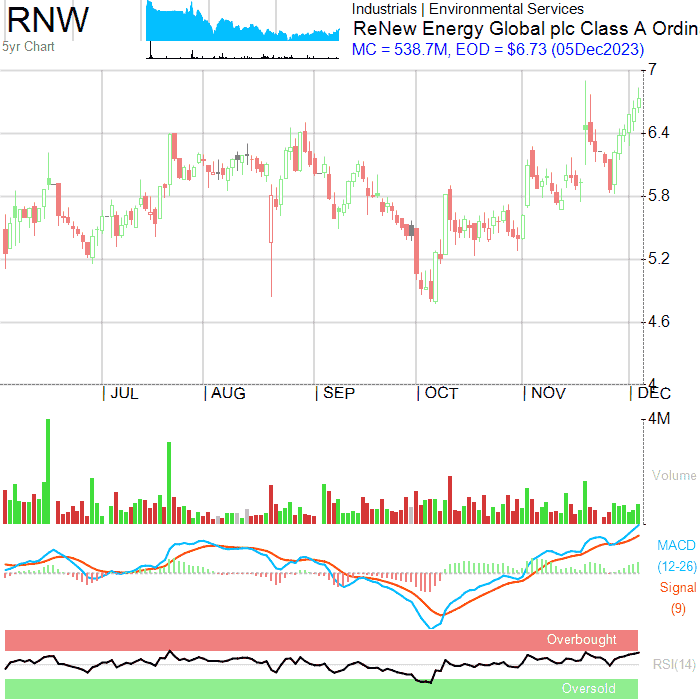 RNW
5yr Chart
Industrials | Environmental Services
ReNew Energy Global plc Class A Ordin
MC = 538.7M, EOD = $6.73 (05Dec2023)
7
6.4
5.8
5.2
4.6
4
| JUL | AUG | SEP | OCT | NOV | DEC
4M
Volume
MACD
(12-26)
Signal
(9)
Overbought
RSI(14)
Oversold